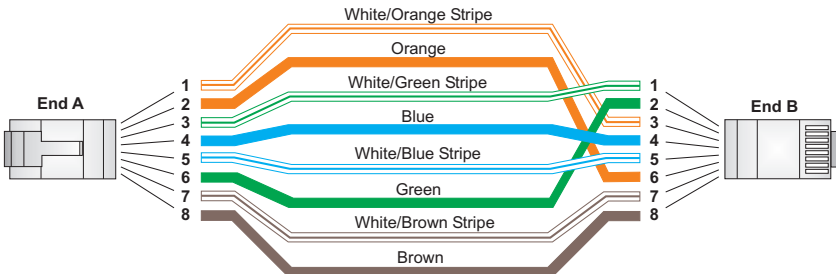 White/Orange Stripe
Orange
White/Green Stripe
Blue
White/Blue Stripe
Green
White/Brown Stripe
Brown
End A
1
2
3
4
5
6
7
8
1
2
3
4
5
6
7
8
End B